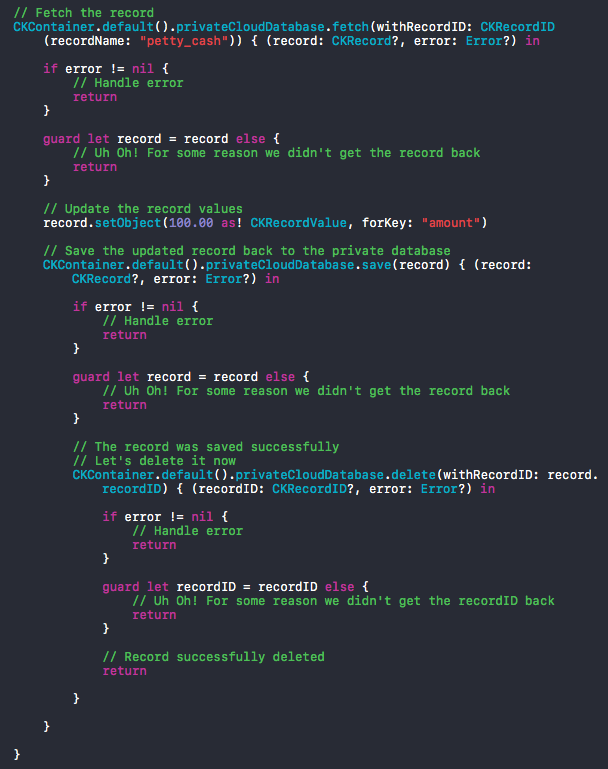 // Fetch the record
CKContainer.default().privateCloudDatabase.fetch(withRecordID: CKRecordID
(recordName: "petty_cash")) { (record: CKRecord?, error: Error?) in
if error != nil {
// Handle error
return
}
guard let record = record else {
// Uh Oh! For some reason we didn't get the record back
return
}
// Update the record values
record.setObject(100.00 as! CKRecordValue, forKey: "amount")
// Save the updated record back to the private database
CKContainer.default().privateCloudDatabase.save(record) { (record:
CKRecord?, error: Error?) in
if error != nil {
// Handle error
return
}
guard let record = record else {
// Uh Oh! For some reason we didn't get the record back
return
}
// The record was saved successfully
// Let's delete it now
CKContainer.default().privateCloudDatabase.delete(withRecordID: record.
recordID) { (recordID: CKRecordID?, error: Error?) in
if error != nil {
// Handle error
return
}
guard let recordID = recordID else {
// Uh Oh! For some reason we didn't get the recordID back
return
}
// Record successfully deleted
return
}
}
}